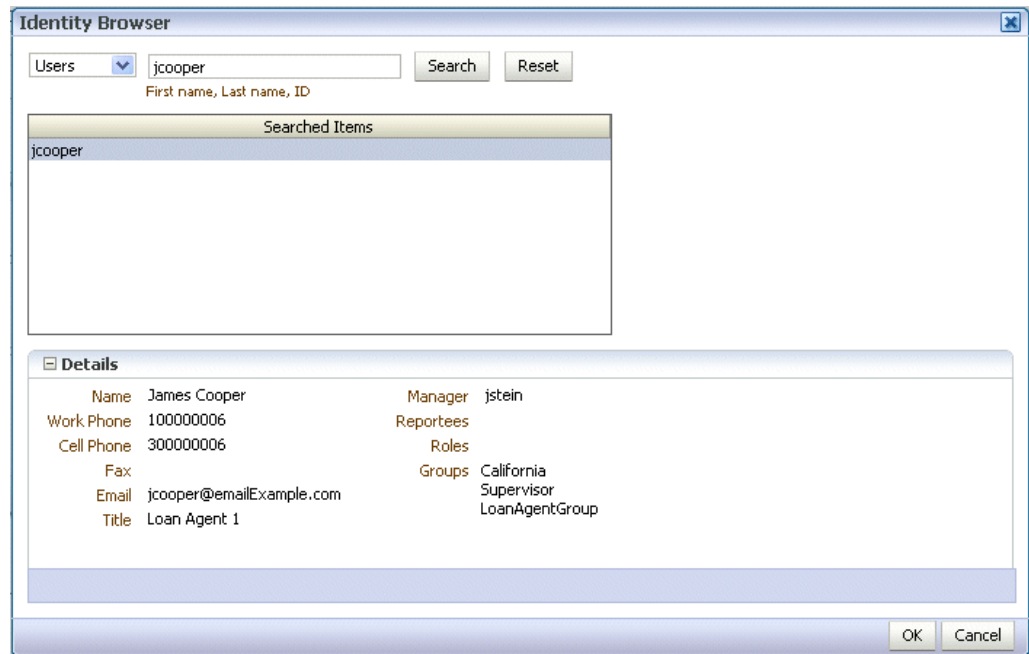 Identity Browser
Users jcooper Search Reset
First name, Last name, ID
Searched Items
jcooper
Details
Name James Cooper Manager jstein
Work Phone 100000006 Reportees
Cell Phone 300000006 Roles
Fax Groups California
Supervisor
Email jcooper@emailExample.com
LoanAgentGroup
Title Loan Agent 1
OK Cancel